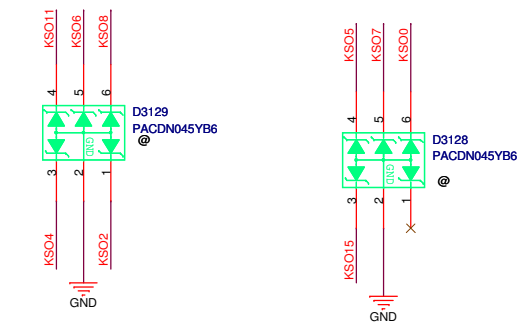 KSO11
KSO6
KSO8
4
5
6
D3129
PACDN045YB6
@
GND
3
2
1
KSO4
KSO2
GND
KSO5
KSO7
KSO0
4
5
6
D3128
PACDN045YB6
@
GND
3
2
1
KSO15
GND